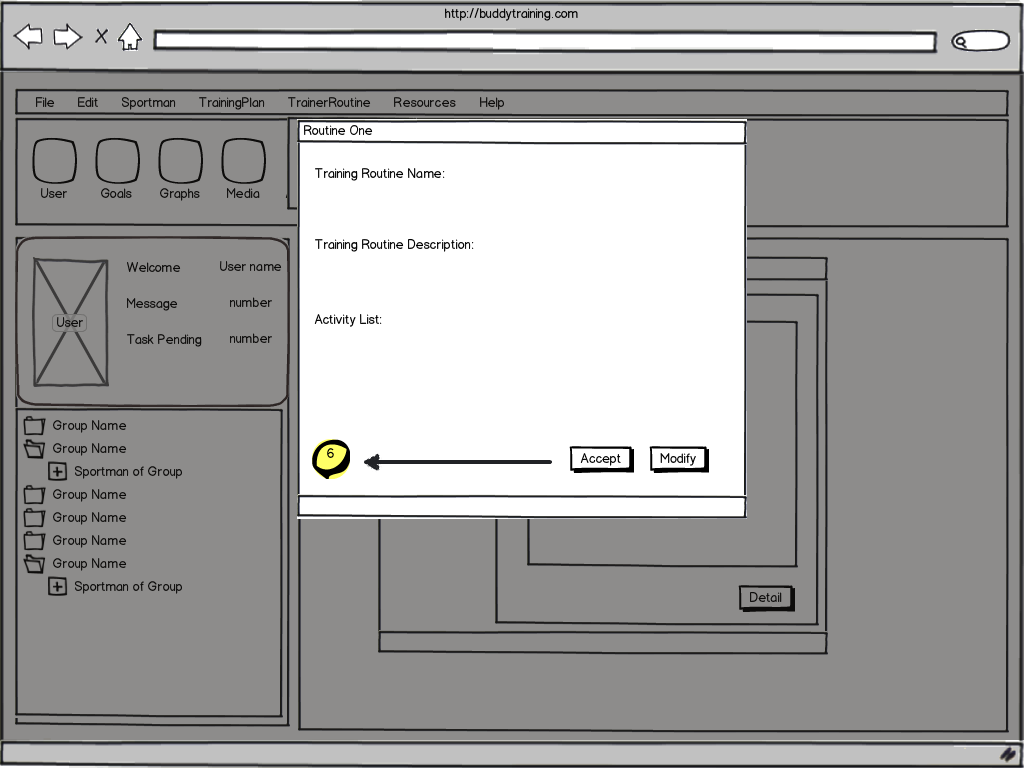 http://buddytraining.com
File Edit Sportman TrainingPlan TrainerRoutine Resources Help
Routine One
User Goals Graphs Media
Training Routine Name:
Training Routine Description:
Activity List:
6
Accept Modify
Welcome User name
Message number
User
Task Pending number
Group Name
Group Name
Sportman of Group
Group Name
Group Name
Group Name
Group Name
Sportman of Group
Detail